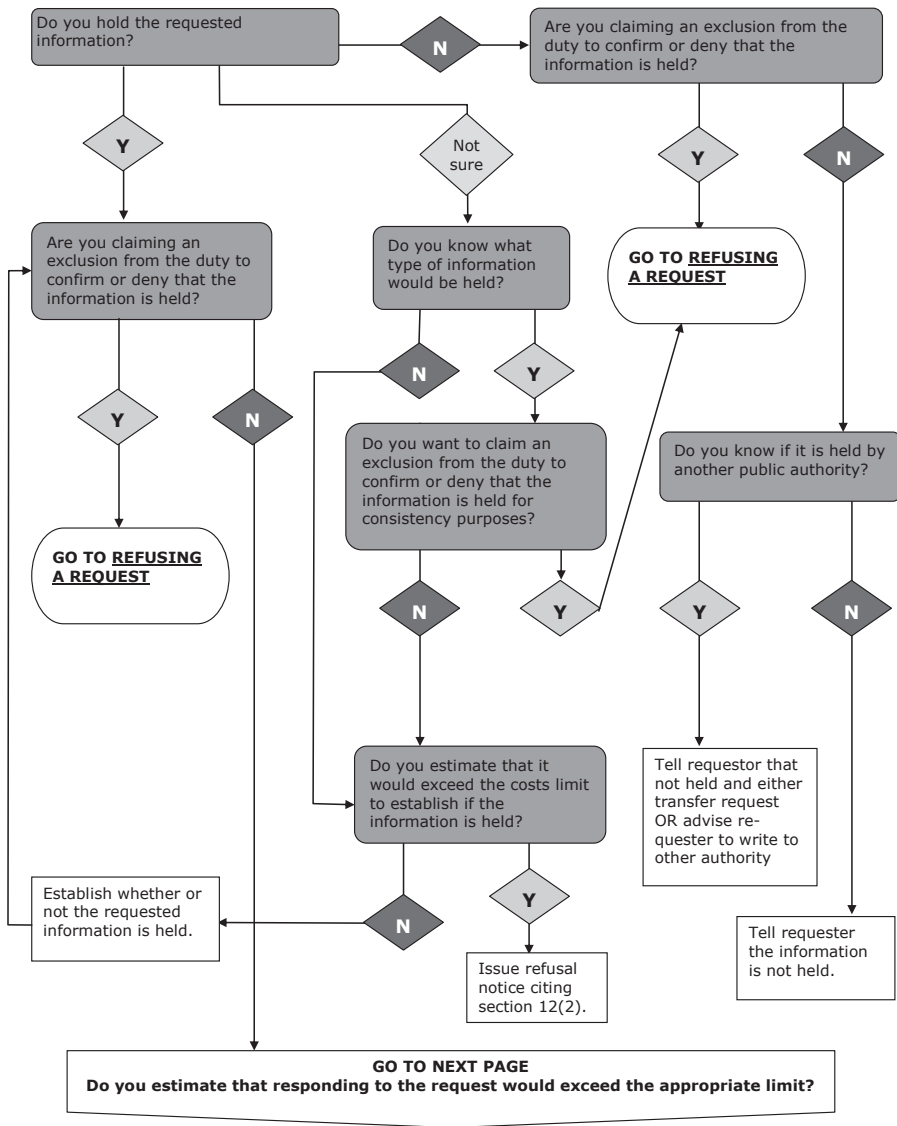 Do you hold the requested
information?
N
Are you claiming an exclusion from the
duty to confirm or deny that the
information is held?
Y
Not
sure
Y
N
Are you claiming an
exclusion from the duty to
confirm or deny that the
information is held?
Do you know what
type of information
would be held?
GO TO REFUSING
A REQUEST
N
Y
Y
N
Do you want to claim an
exclusion from the duty to
confirm or deny that the
information is held for
consistency purposes?
Do you know if it is held by
another public authority?
GO TO REFUSING
A REQUEST
N
Y
Y
N
Do you estimate that it
would exceed the costs limit
to establish if the
information is held?
Tell requestor that
not held and either
transfer request
OR advise re-
quester to write to
other authority
Establish whether or
not the requested
information is held.
N
Y
Tell requester
the information
is not held.
Issue refusal
notice citing
section 12(2).
GO TO NEXT PAGE
Do you estimate that responding to the request would exceed the appropriate limit?